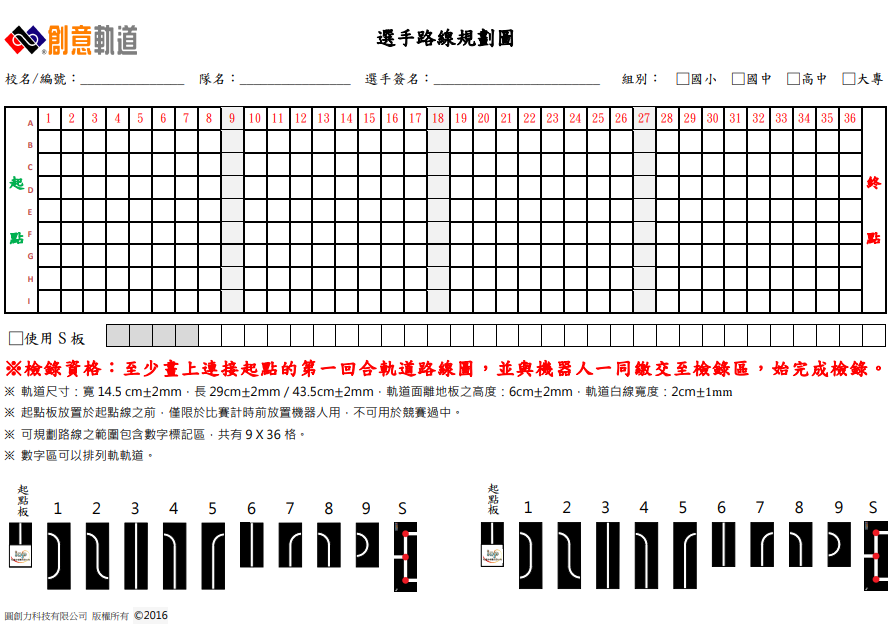 創意軌道®
選手路線規劃圖
校名/編號：_______________ 隊名：________________ 選手簽名：________________________ 組別： □國小 □國中 □高中 □大專
1 2 3 4 5 6 7 8 9 10 11 12 13 14 15 16 17 18 19 20 21 22 23 24 25 26 27 28 29 30 31 32 33 34 35 36
A
B
C
D
E
F
G
H
I
起點
終點
□使用 S 板
※檢錄資格：至少畫上連接起點的第一回合軌道路線圖，並與機器人一同繳交至檢錄區，始完成檢錄。
※ 軌道尺寸：寬 14.5 cm±2mm，長 29cm±2mm / 43.5cm±2mm，軌道面離地板之高度：6cm±2mm，軌道白線寬度：2cm±1mm
※ 起點板放置於起點線之前，僅限於比賽計時前放置機器人用，不可用於競賽過中。
※ 可規劃路線之範圍包含數字標記區，共有 9 X 36 格。
※ 數字區可以排列軌軌道。
起點板 1 2 3 4 5 6 7 8 9 S
起點板 1 2 3 4 5 6 7 8 9 S
圓創力科技有限公司 版權所有 ©2016